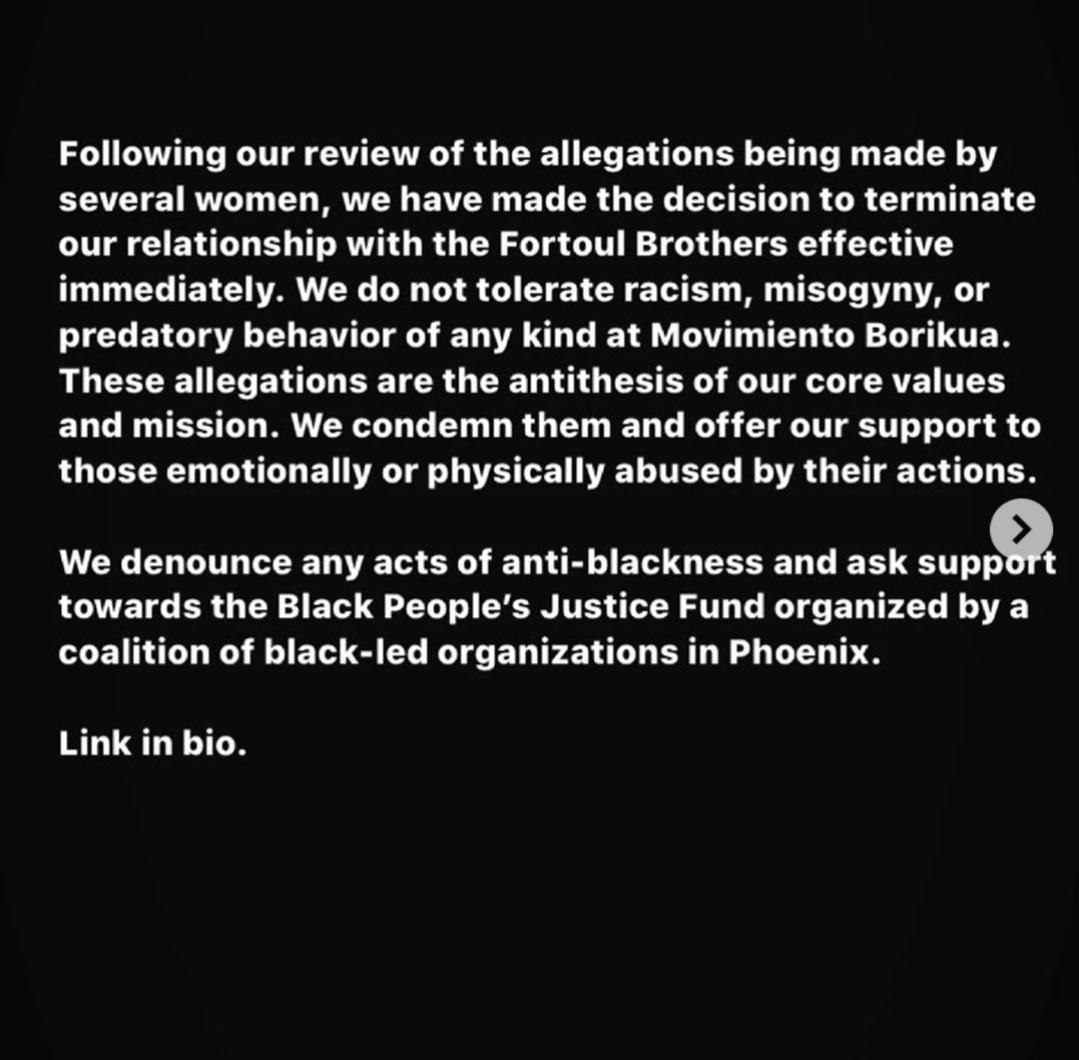 Following our review of the allegations being made by
several women, we have made the decision to terminate
our relationship with the Fortoul Brothers effective
immediately. We do not tolerate racism, misogyny, or
predatory behavior of any kind at Movimiento Borikua.
These allegations are the antithesis of our core values
and mission. We condemn them and offer our support to
those emotionally or physically abused by their actions.
We denounce any acts of anti-blackness and ask support
towards the Black People’s Justice Fund organized by a
coalition of black-led organizations in Phoenix.
Link in bio.